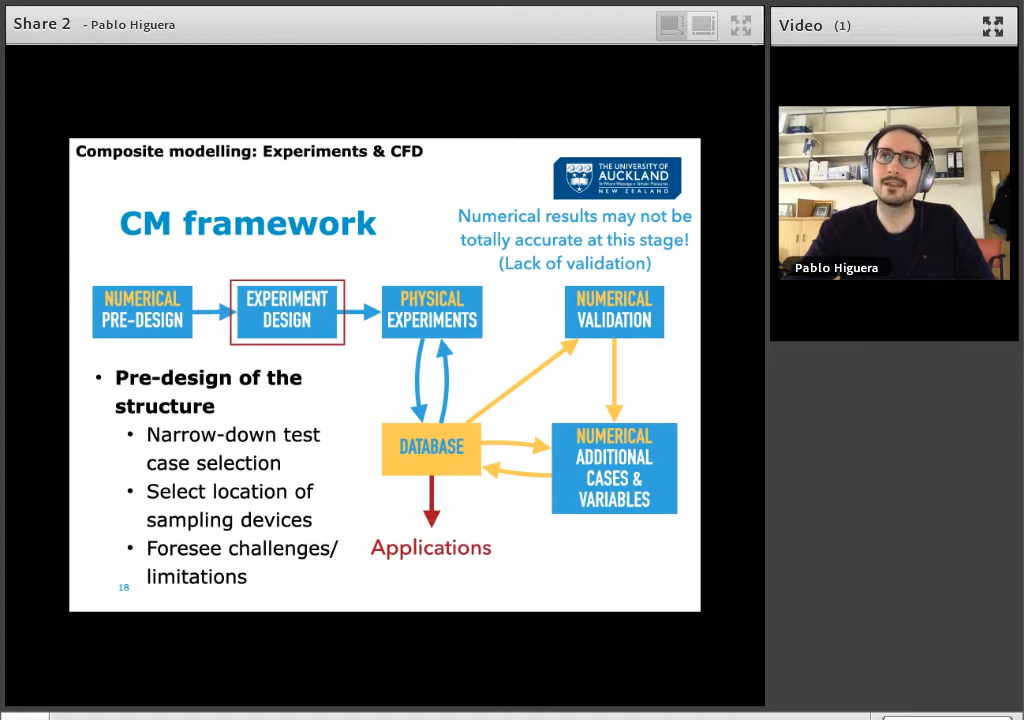 Share 2 - Pablo Higuera
Video (1)
Pablo Higuera
Composite modelling: Experiments & CFD
THE UNIVERSITY OF
AUCKLAND
NEW ZEALAND
CM framework
Numerical results may not be
totally accurate at this stage!
(Lack of validation)
NUMERICAL
PRE-DESIGN
EXPERIMENT
DESIGN
PHYSICAL
EXPERIMENTS
NUMERICAL
VALIDATION
• Pre-design of the
structure
• Narrow-down test
case selection
• Select location of
sampling devices
• Foresee challenges/
limitations
DATABASE
NUMERICAL
ADDITIONAL
CASES &
VARIABLES
Applications
18